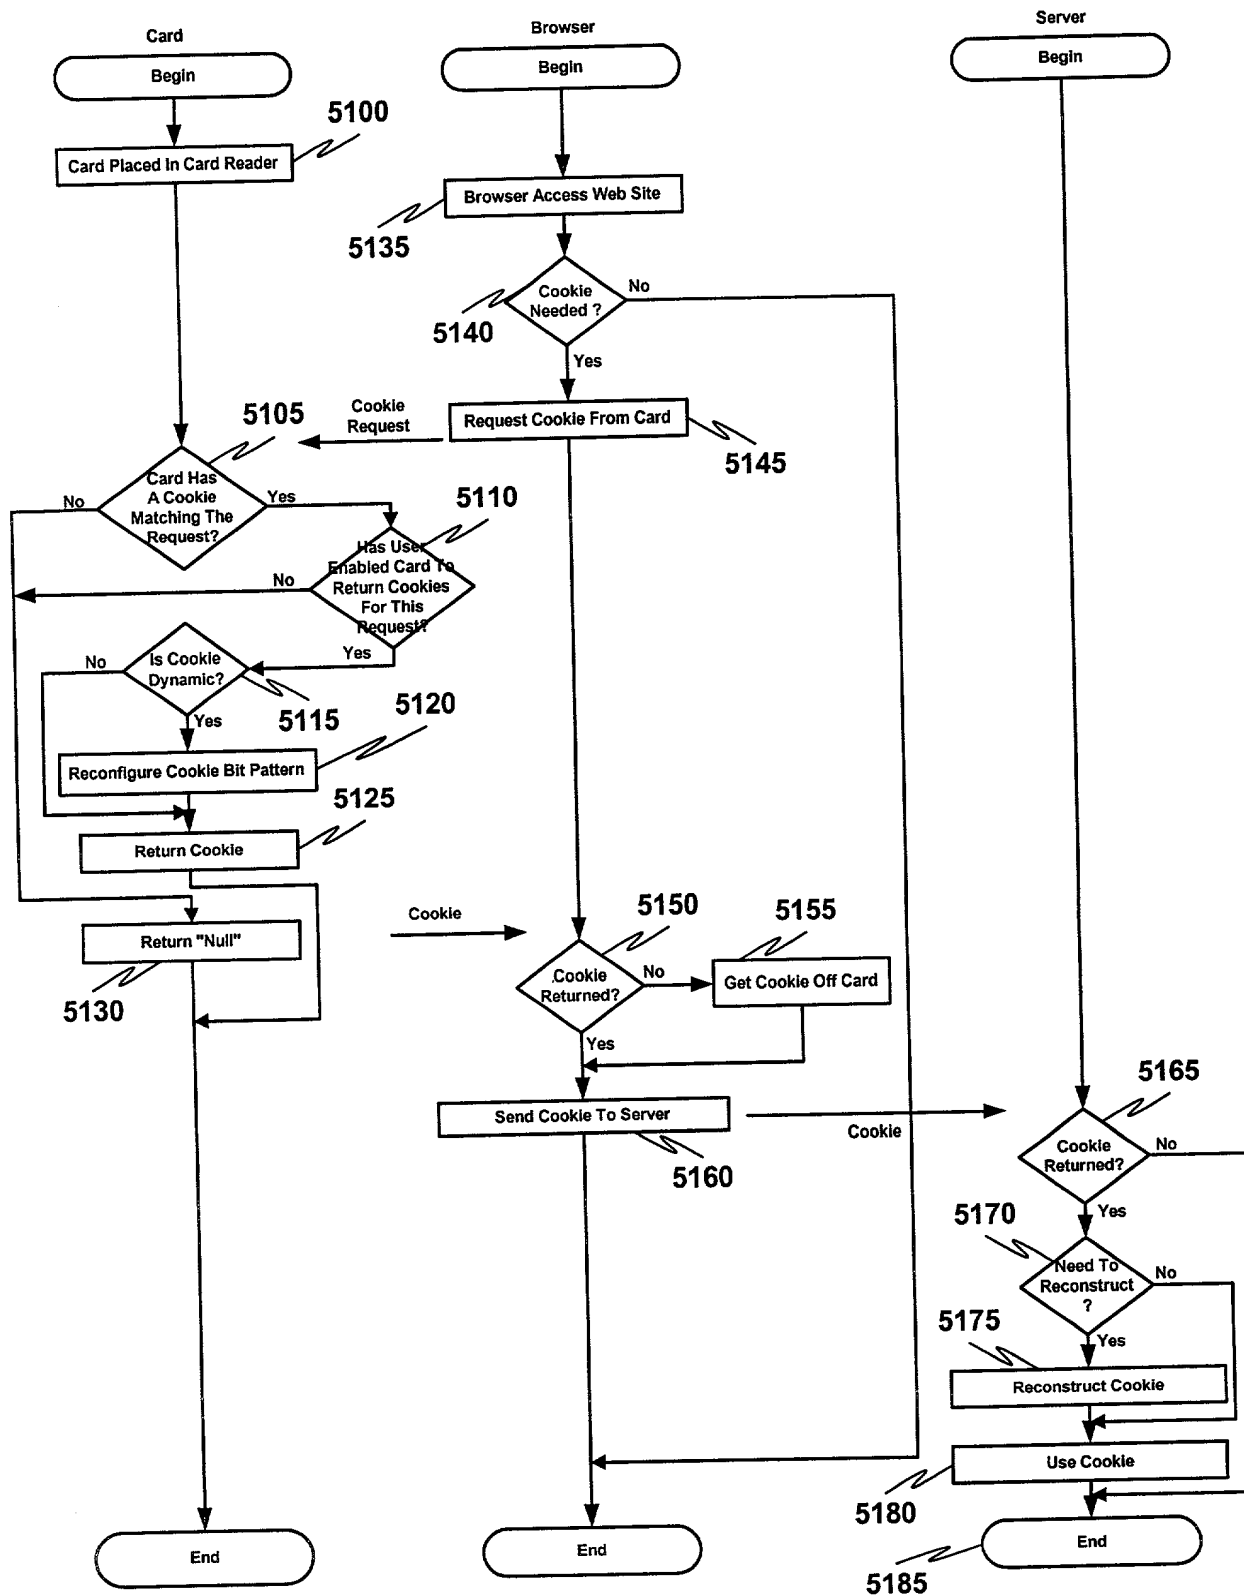 Card
Browser
Server
Begin
Begin
Begin
5100
Card Placed In Card Reader
Browser Access Web Site
5135
Cookie
Needed ?
No
5140
Yes
Cookie
Request
Request Cookie From Card
5145
5105
Card Has
A Cookie
Matching The
Request?
No
Yes
5110
Has User
Enabled Card To
Return Cookies
For This
Request?
No
Yes
Is Cookie
Dynamic?
No
5115
Yes
5120
Reconfigure Cookie Bit Pattern
5125
Return Cookie
Return "Null"
5130
Cookie
5150
Cookie
Returned?
No
Yes
5155
Get Cookie Off Card
Send Cookie To Server
5160
Cookie
5165
Cookie
Returned?
No
Yes
5170
Need To
Reconstruct
?
No
Yes
5175
Reconstruct Cookie
Use Cookie
5180
End
End
End
5185